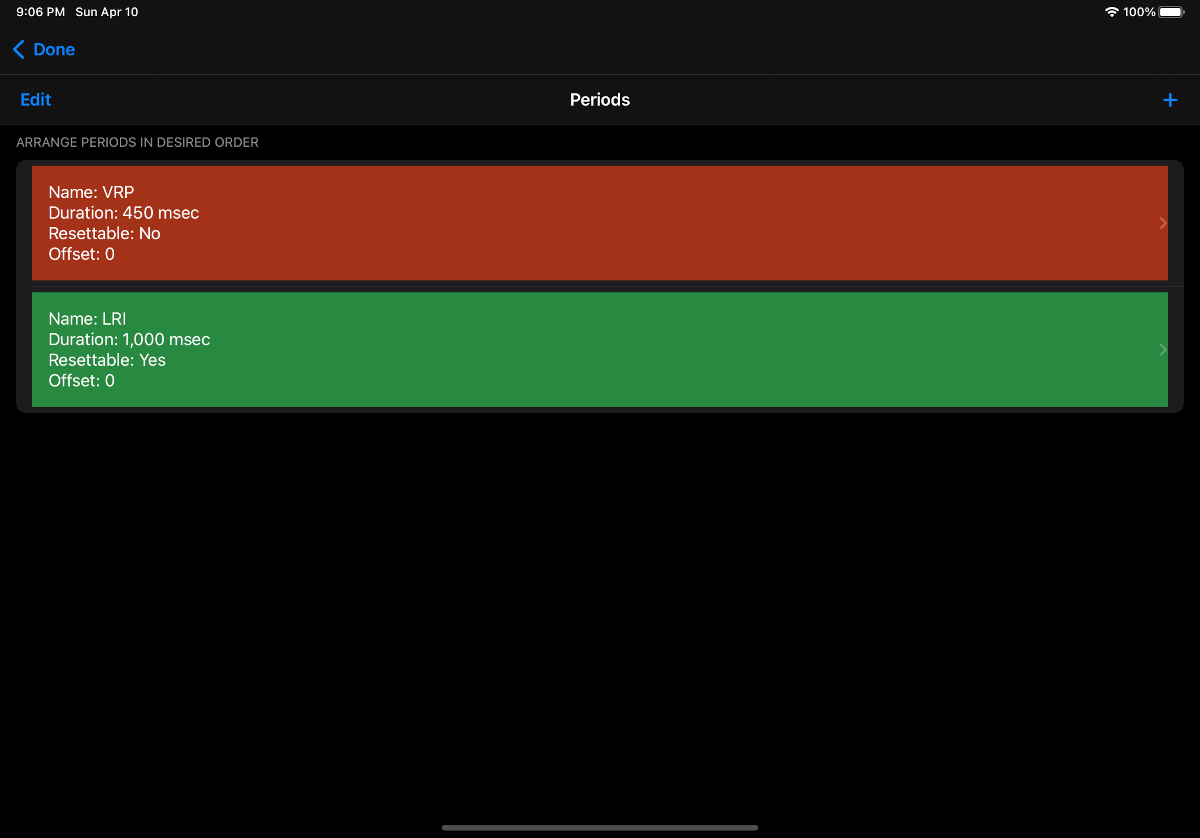 9:06 PM Sun Apr 10
100%
Done
Edit
Periods
+
ARRANGE PERIODS IN DESIRED ORDER
Name: VRP
Duration: 450 msec
Resettable: No
Offset: 0
Name: LRI
Duration: 1,000 msec
Resettable: Yes
Offset: 0